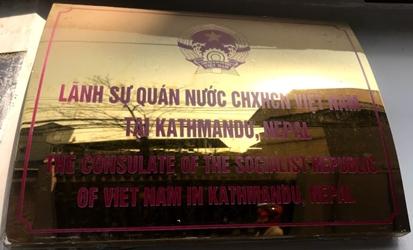 LÃNH SỰ QUÁN NƯỚC CHXHCN VIỆT NAM
TẠI KATHMANDU, NEPAL
THE CONSULATE OF THE SOCIALIST REPUBLIC
OF VIET NAM IN KATHMANDU, NEPAL